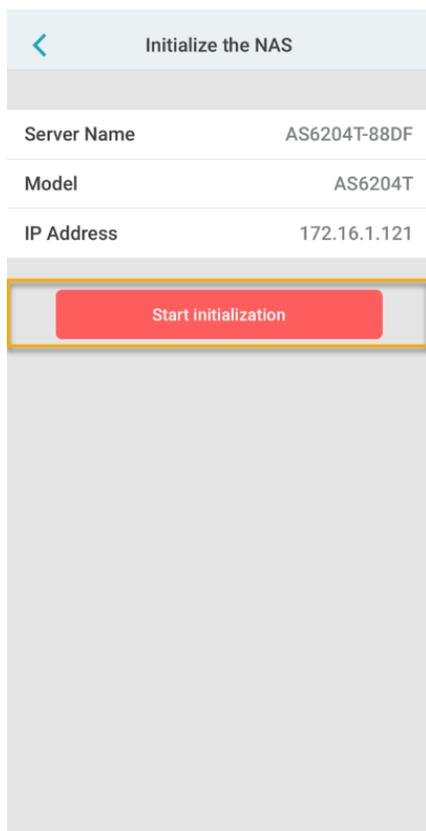 Initialize the NAS
Server Name AS6204T-88DF
Model AS6204T
IP Address 172.16.1.121
Start initialization